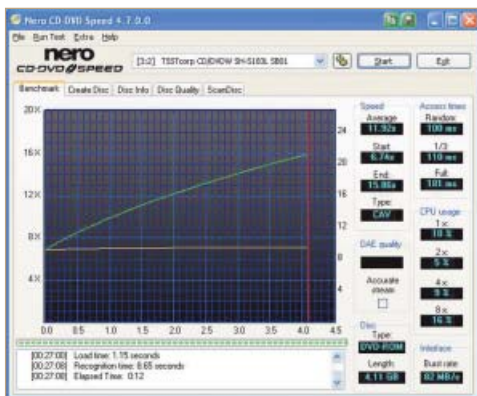 Nero CD-DVD Speed 4.7.0.0
File Run Test Extra Help
nero
CD-DVD SPEED
[3:2] TSSTcorp CD/DVDW SH-S183L SB01
Start
Exit
Benchmark Create Disc Disc Info Disc Quality ScanDisc
20X
16X
12X
8X
4X
24
20
16
12
8
4
0.0 0.5 1.0 1.5 2.0 2.5 3.0 3.5 4.0 4.5
Speed
Average
11.92x
Start:
6.74x
End:
15.86x
Type:
CAV
DAE quality
Accurate
stream
Disc
Type:
DVD-ROM
Length:
4.11 GB
Access times
Random:
100 ms
1/3:
110 ms
Full:
181 ms
CPU usage
1 x:
2 x:
5 %
4 x:
9 %
8 x:
16 %
Interface
Burst rate:
82 MB/s
[00:27:00] Load time: 1.15 seconds
[00:27:08] Recognition time: 8.65 seconds
[00:27:20] Elapsed Time: 0:12